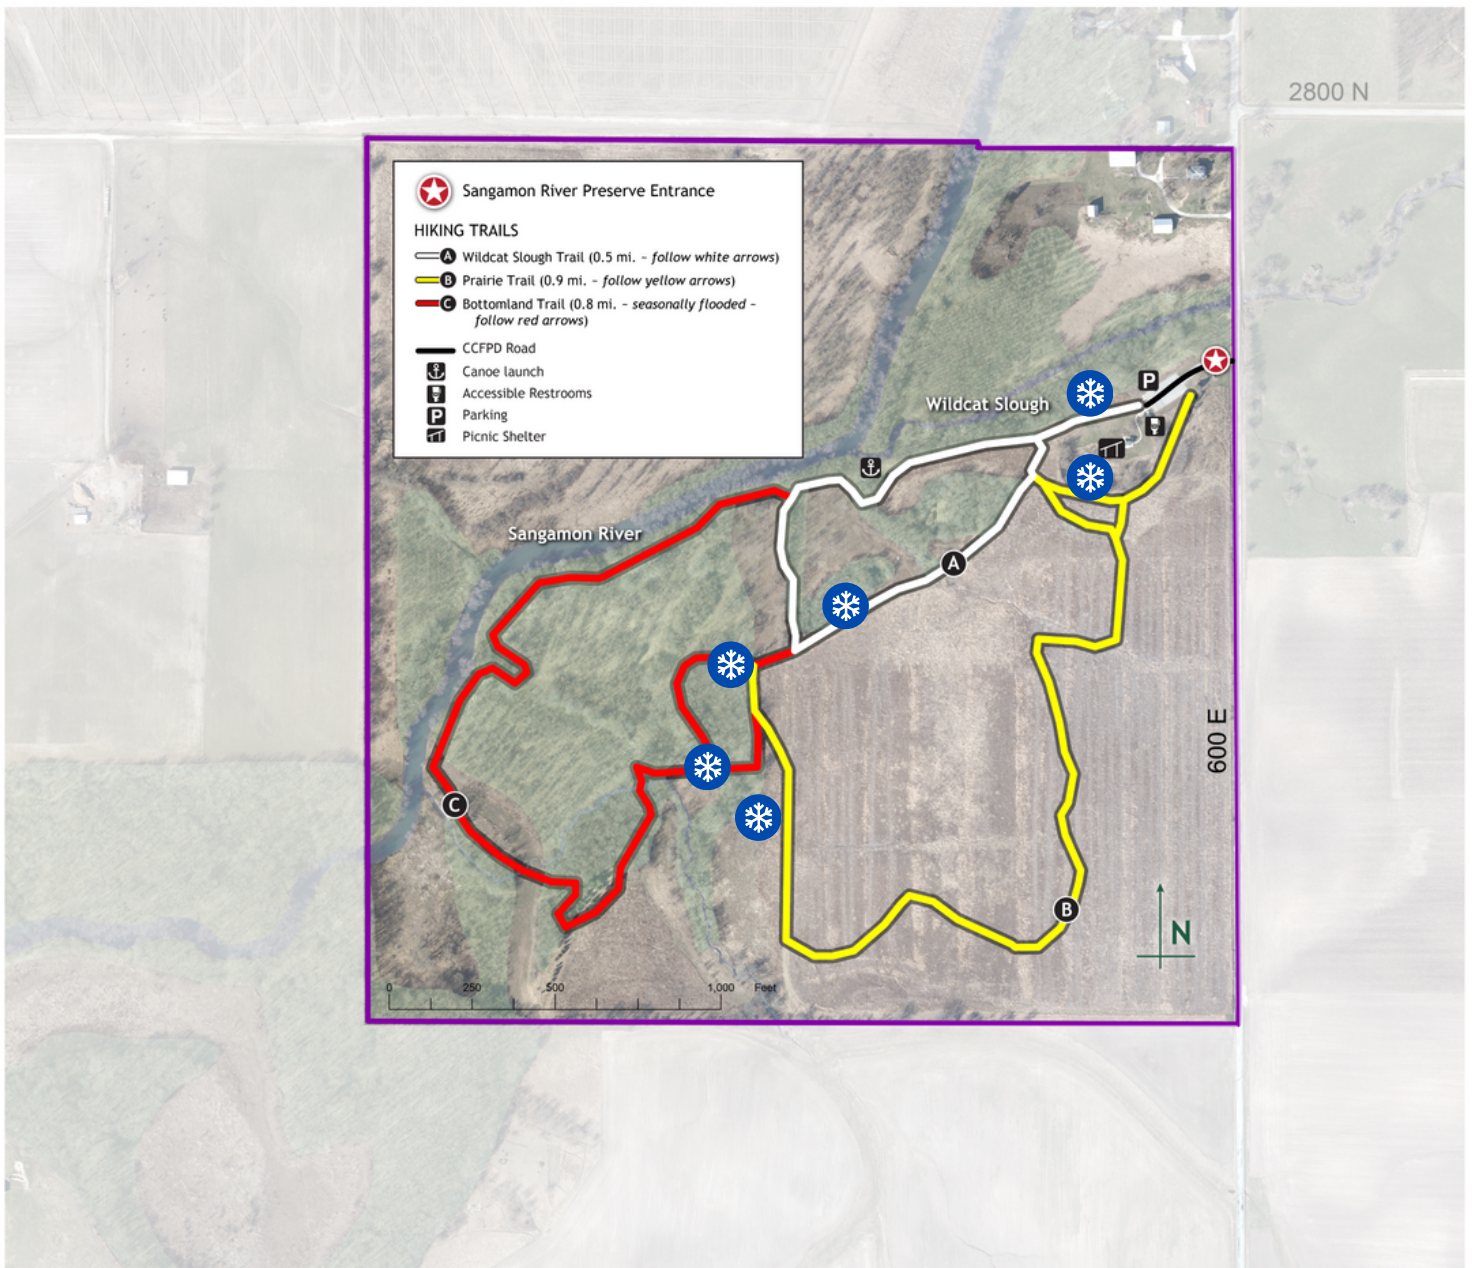 2800 N
Sangamon River Preserve Entrance
HIKING TRAILS
A Wildcat Slough Trail (0.5 mi. - follow white arrows)
B Prairie Trail (0.9 mi. - follow yellow arrows)
C Bottomland Trail (0.8 mi. - seasonally flooded -
follow red arrows)
CCFPD Road
Canoe launch
Accessible Restrooms
P Parking
Picnic Shelter
P
Wildcat Slough
Sangamon River
A
600 E
C
B
N
0 250 500 1,000 Feet